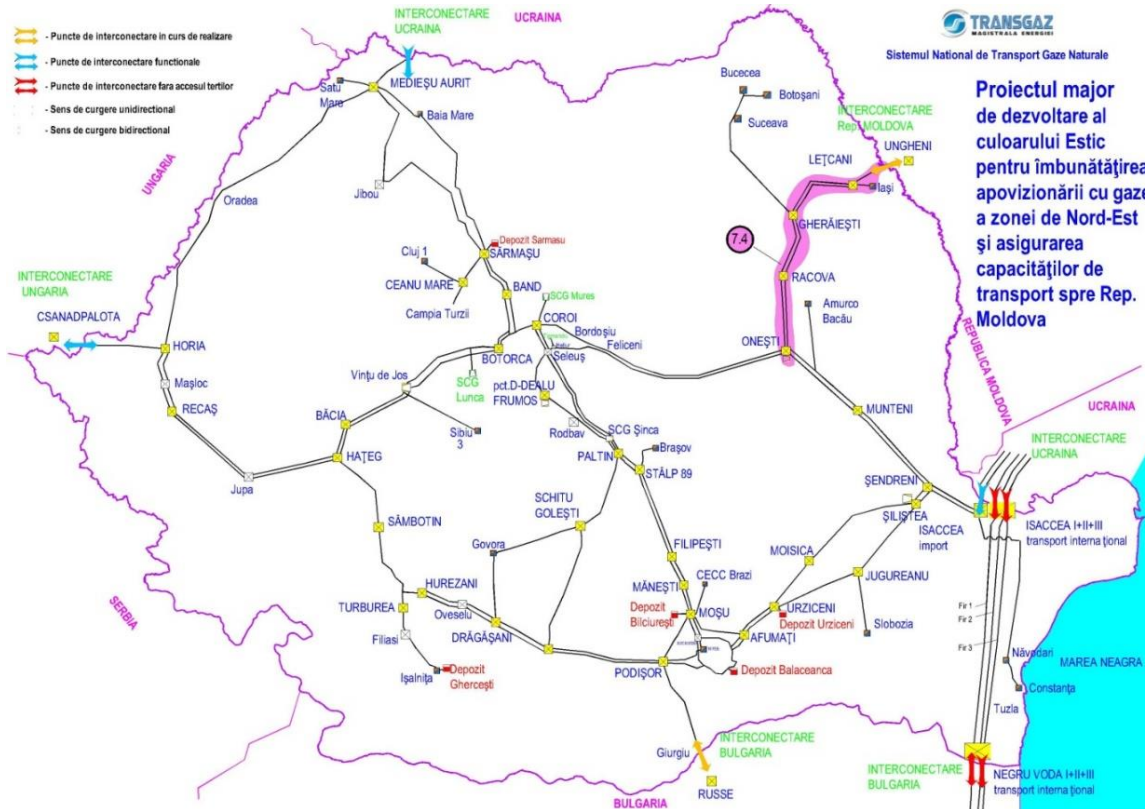 - Puncte de interconectare in curs de realizare
- Puncte de interconectare functionale
- Puncte de interconectare fara accesul tertilor
- Sens de curgere unidirectional
- Sens de curgere bidirectional
INTERCONECTARE
UCRAINA
UCRAINA
TRANSGAZ
MAGISTRALA ENERGIEI
Sistemul National de Transport Gaze Naturale
Proiectul major
de dezvoltare al
culoarului Estic
pentru îmbunătăţirea
apovizionării cu gaze
a zonei de Nord-Est
şi asigurarea
capacităţilor de
transport spre Rep.
Moldova
MEDIEŞU AURIT
Satu
Mare
Baia Mare
Bucecea
Botoşani
Suceava
INTERCONECTARE
Rep. MOLDOVA
UNGHENI
LEŢCANI
Iaşi
GHERĂIEŞTI
UNGARIA
Oradea
Jibou
Depozit Sarmasu
SĂRMAŞU
Cluj 1
CEANU MARE
Campia Turzii
BAND
SCG Mures
COROI
Bordoşiu
Feliceni
7.4
RACOVA
Amurco
Bacău
ONEŞTI
REPUBLICA MOLDOVA
INTERCONECTARE
UNGARIA
CSANADPALOTA
HORIA
Maşloc
RECAŞ
BOTORCA
Seleuş
Vinţu de Jos
SCG
Lunca
pct.D-DEALU
FRUMOS
BĂCIA
Sibiu
3
Rodbav
SCG Şinca
Braşov
MUNTENI
UCRAINA
INTERCONECTARE
UCRAINA
HAŢEG
Jupa
PALTIN
STÂLP 89
ŞENDRENI
ŞILIŞTEA
ISACCEA
import
ISACCEA I+II+III
transport interna ţional
SCHITU
GOLEŞTI
SÂMBOTIN
Govora
FILIPEŞTI
MOISICA
JUGUREANU
MĂNEŞTI
CECC Brazi
HUREZANI
Oveselu
TURBUREA
SERBIA
Depozit
Bilciureşti
MOŞU
URZICENI
Depozit Urziceni
Slobozia
Fir 1
Fir 2
Fir 3
Filiasi
DRĂGĂŞANI
AFUMAŢI
Işalniţa
Depozit
Gherceşti
PODIŞOR
Depozit Balaceanca
Năvodari
MAREA NEAGRA
Constanţa
Tuzla
Giurgiu
INTERCONECTARE
BULGARIA
RUSSE
BULGARIA
INTERCONECTARE
BULGARIA
NEGRU VODA I+II+III
transport interna ţional